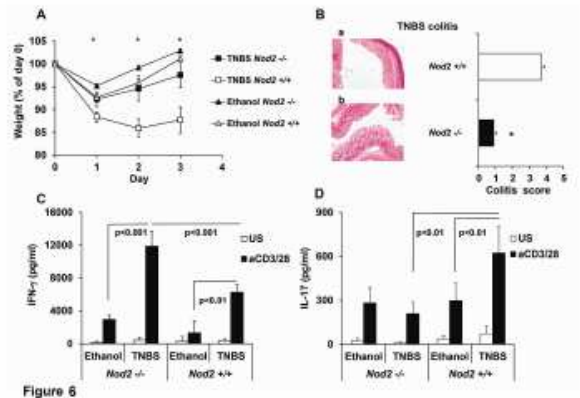 A
B
TNBS colitis
105
100
95
90
85
80
Weight (% of day 0)
0 1 2 3 4
Day
* * *
TNBS Nod2 -/-
TNBS Nod2 +/+
Ethanol Nod2 -/-
Ethanol Nod2 +/+
a
b
Nod2 +/+
Nod2 -/-
*
0 1 2 3 4 5
Colitis score
C
16000
12000
8000
4000
0
IFN-γ (pg/ml)
p<0.001
p<0.001
p<0.01
US
aCD3/28
Ethanol TNBS Ethanol TNBS
Nod2 -/- Nod2 +/+
D
900
600
300
0
IL-17 (pg/ml)
p<0.01
p<0.01
US
aCD3/28
Ethanol TNBS Ethanol TNBS
Nod2 -/- Nod2 +/+
Figure 6